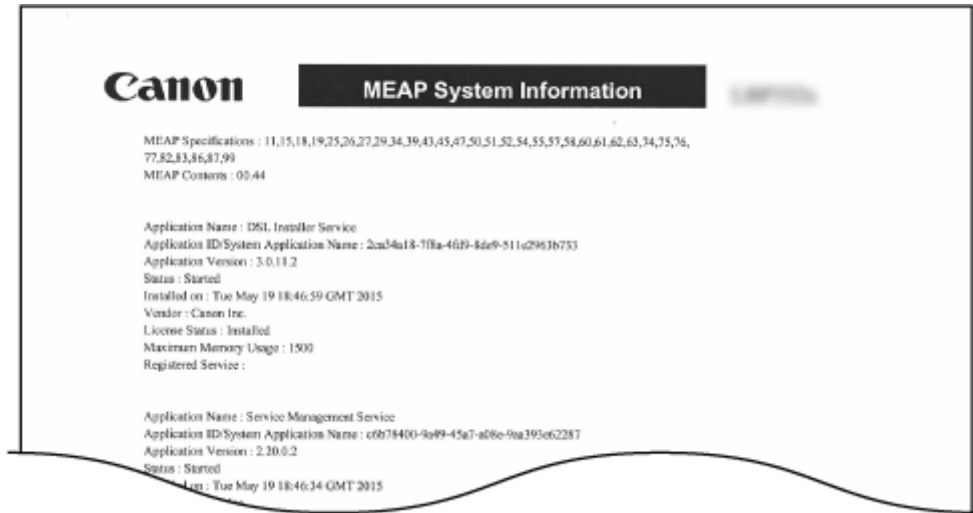 Canon
MEAP System Information
MEAP Specifications : 11,15,18,19,25,26,27,29,34,39,43,45,47,50,51,52,54,55,57,58,60,61,62,63,74,75,76,
77,82,83,86,87,99
MEAP Contents : 00.44
Application Name : DSL Installer Service
Application ID/System Application Name : 2ca34a18-7f8a-4fd9-8de9-511c2963b733
Application Version : 3.0.11.2
Status : Started
Installed on : Tue May 19 18:46:59 GMT 2015
Vendor : Canon Inc.
License Status : Installed
Maximum Memory Usage : 1500
Registered Service :
Application Name : Service Management Service
Application ID/System Application Name : c6b78400-9a49-45a7-a08e-9aa393e62287
Application Version : 2.20.0.2
Status : Started
on : Tue May 19 18:46:34 GMT 2015